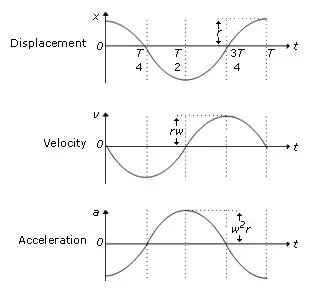 x
Displacement
r
0
T T 3T T t
4 2 4
v
Velocity
rw
0
t
a
Acceleration
w²r
0
t